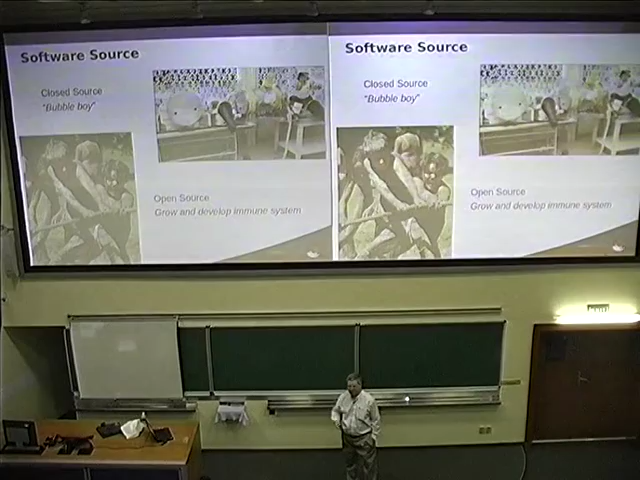 Software Source
Closed Source
"Bubble boy"
Open Source
Grow and develop immune system
Software Source
Closed Source
"Bubble boy"
Open Source
Grow and develop immune system